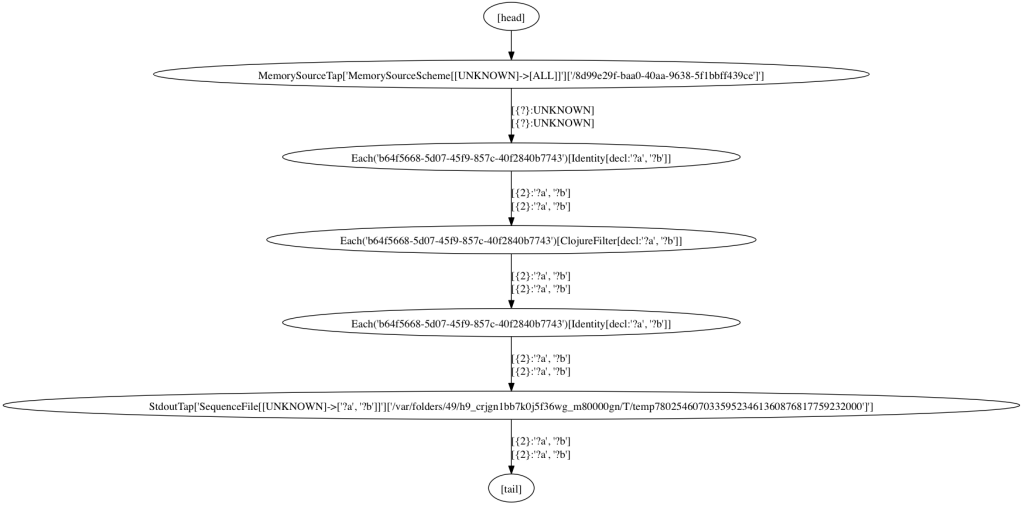 [head]
MemorySourceTap['MemorySourceScheme[[UNKNOWN]->[ALL]]']['/8d99e29f-baa0-40aa-9638-5f1bbff439ce']']
[{?}:UNKNOWN]
[{?}:UNKNOWN]
Each('b64f5668-5d07-45f9-857c-40f2840b7743')[Identity[decl:'?a', '?b']]
[{2}:'?a', '?b']
[{2}:'?a', '?b']
Each('b64f5668-5d07-45f9-857c-40f2840b7743')[ClojureFilter[decl:'?a', '?b']]
[{2}:'?a', '?b']
[{2}:'?a', '?b']
Each('b64f5668-5d07-45f9-857c-40f2840b7743')[Identity[decl:'?a', '?b']]
[{2}:'?a', '?b']
[{2}:'?a', '?b']
StdoutTap['SequenceFile[[UNKNOWN]->['?a', '?b']]']['/var/folders/49/h9_crjgn1bb7k0j5f36wg_m80000gn/T/temp7802546070335952346136087681775923200​0']']
[{2}:'?a', '?b']
[{2}:'?a', '?b']
[tail]